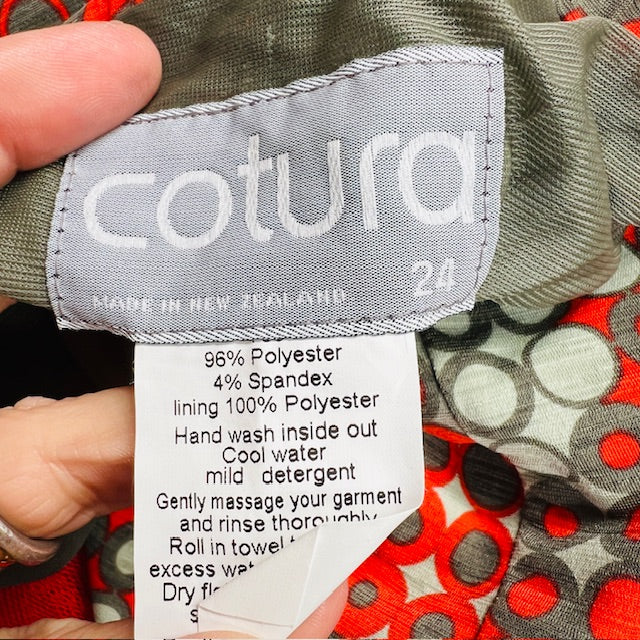 cotura
24
MADE IN NEW ZEALAND
96% Polyester
4% Spandex
lining 100% Polyester
Hand wash inside out
Cool water
mild detergent
Gently massage your garment
and rinse thoroughly
Roll in towel
excess
Dry